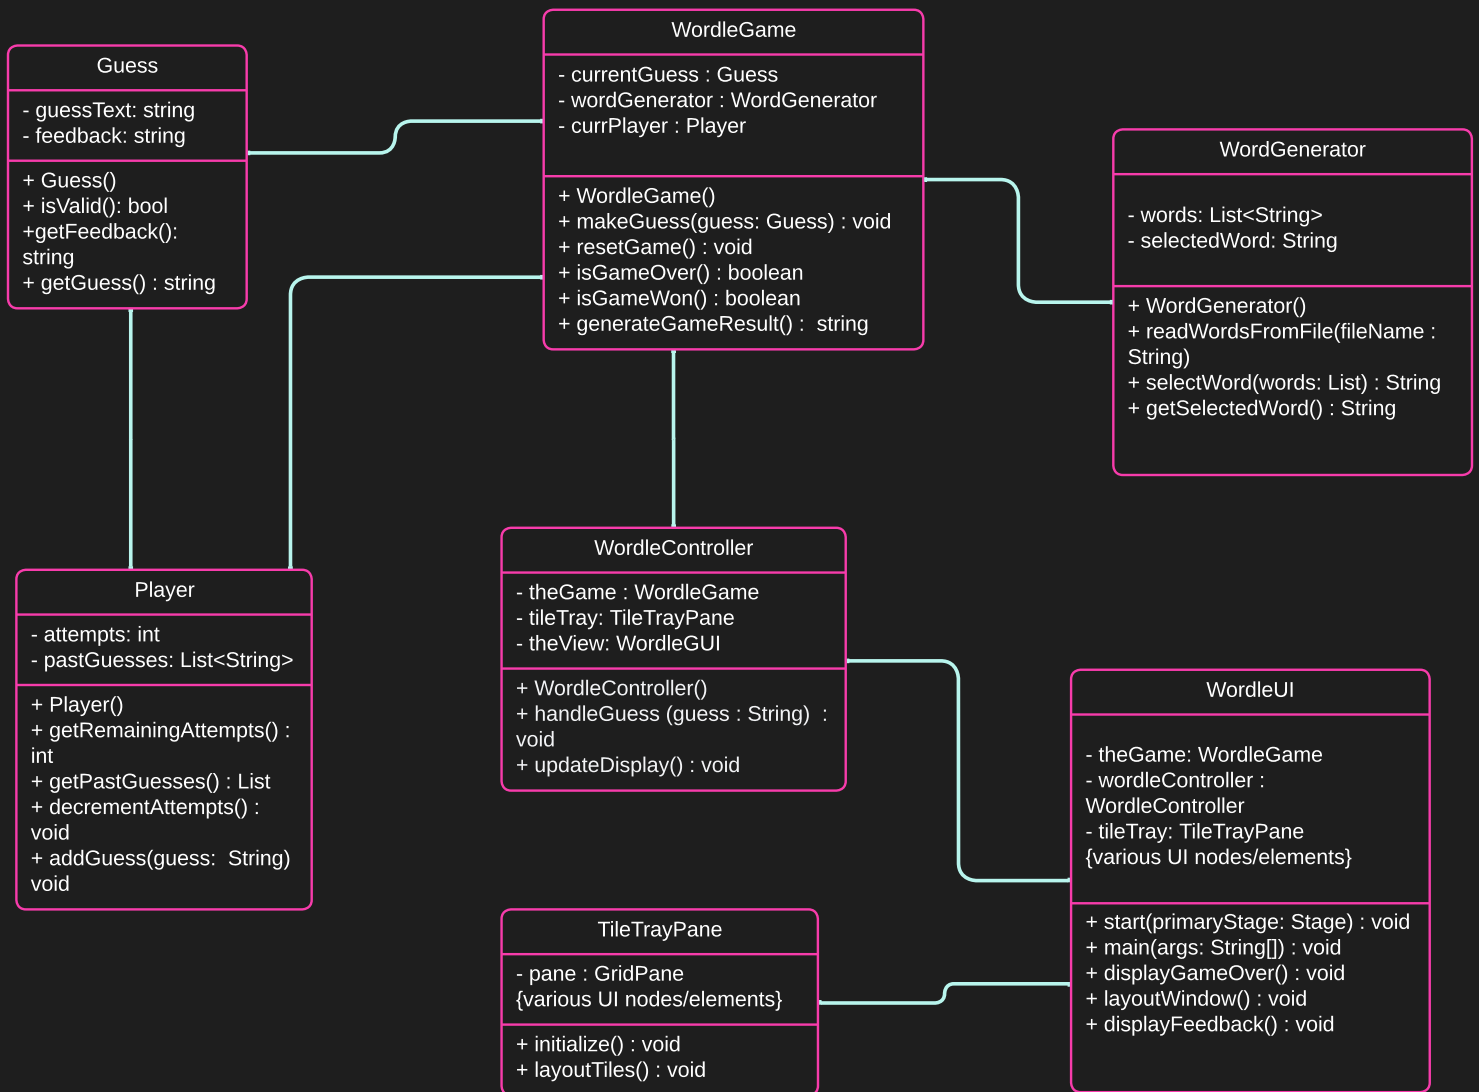 Guess
- guessText: string
- feedback: string
+ Guess()
+ isValid(): bool
+getFeedback():
string
+ getGuess() : string
WordleGame
- currentGuess : Guess
- wordGenerator : WordGenerator
- currPlayer : Player
+ WordleGame()
+ makeGuess(guess: Guess) : void
+ resetGame() : void
+ isGameOver() : boolean
+ isGameWon() : boolean
+ generateGameResult() :  string
WordGenerator
- words: List<String>
- selectedWord: String
+ WordGenerator()
+ readWordsFromFile(fileName :
String)
+ selectWord(words: List) : String
+ getSelectedWord() : String
Player
- attempts: int
- pastGuesses: List<String>
+ Player()
+ getRemainingAttempts() :
int
+ getPastGuesses() : List
+ decrementAttempts() :
void
+ addGuess(guess:  String)
void
WordleController
- theGame : WordleGame
- tileTray: TileTrayPane
- theView: WordleGUI
+ WordleController()
+ handleGuess (guess : String)  :
void
+ updateDisplay() : void
WordleUI
- theGame: WordleGame
- wordleController :
WordleController
- tileTray: TileTrayPane
{various UI nodes/elements}
+ start(primaryStage: Stage) : void
+ main(args: String[]) : void
+ displayGameOver() : void
+ layoutWindow() : void
+ displayFeedback() : void
TileTrayPane
- pane : GridPane
{various UI nodes/elements}
+ initialize() : void
+ layoutTiles() : void